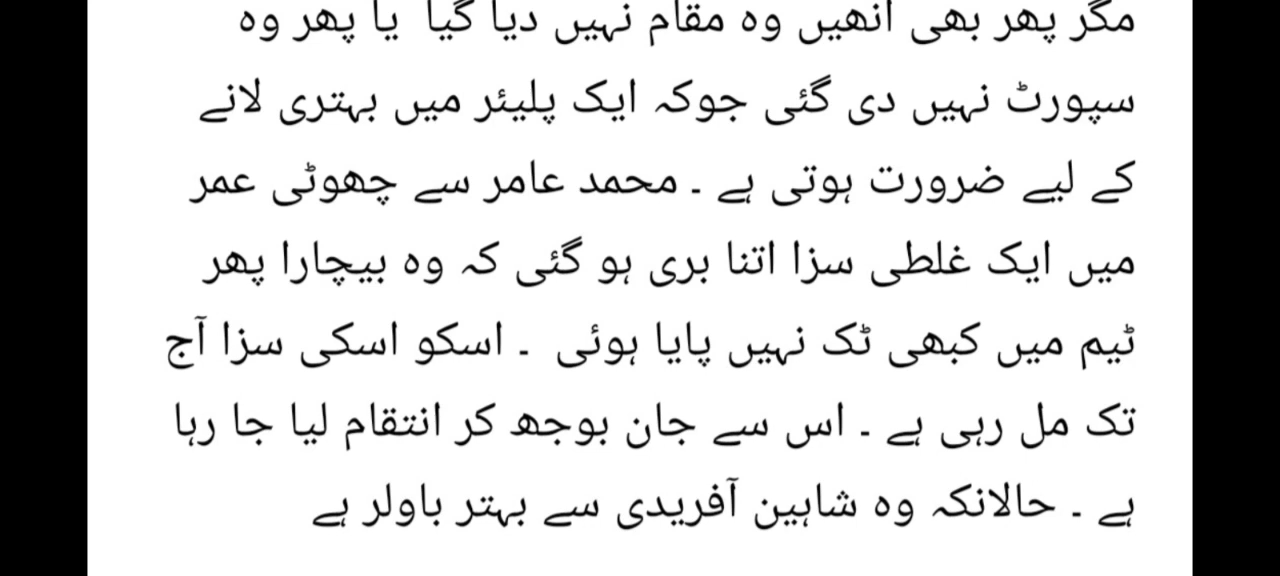 مگر پھر بھی انھیں وہ مقام نہیں دیا گیا یا پھر وہ
سپورٹ نہیں دی گئی جوکہ ایک پلیئر میں بہتری لانے
کے لیے ضرورت ہوتی ہے ۔ محمد عامر سے چھوٹی عمر
میں ایک غلطی سزا اتنا بری ہو گئی کہ وہ بیچارا پھر
ٹیم میں کبھی ٹک نہیں پایا ہوئی ۔ اسکو اسکی سزا آج
تک مل رہی ہے ۔ اس سے جان بوجھ کر انتقام لیا جا رہا
ہے ۔ حالانکہ وہ شاہین آفریدی سے بہتر باولر ہے